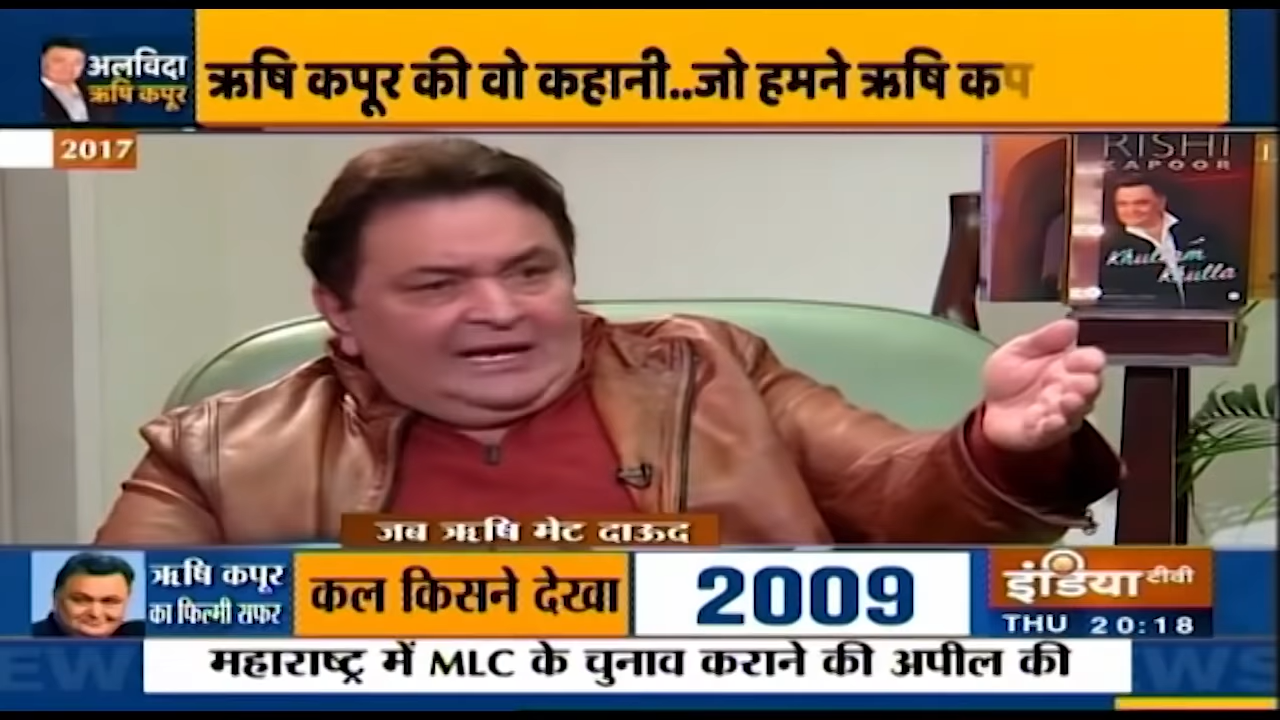 अलविदा
ऋषि कपूर
ऋषि कपूर की वो कहानी..जो हमने ऋषि कप
2017
RISHI
KAPOOR
Khullam
Khulla
जब ऋषि मेट दाऊद
ऋषि कपूर
का फिल्मी सफर
कल किसने देखा
2009
इंडिया टीवी
THU 20:18
महाराष्ट्र में MLC के चुनाव कराने की अपील की
EWS